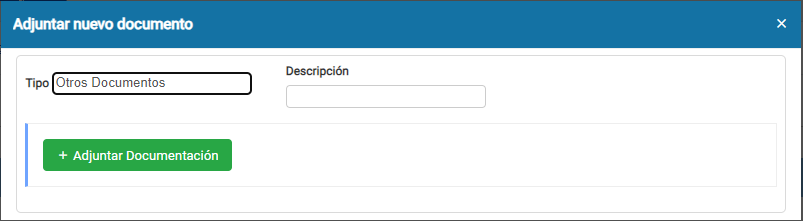 Adjuntar nuevo documento ×
Descripción
Tipo Otros Documentos
+ Adjuntar Documentación